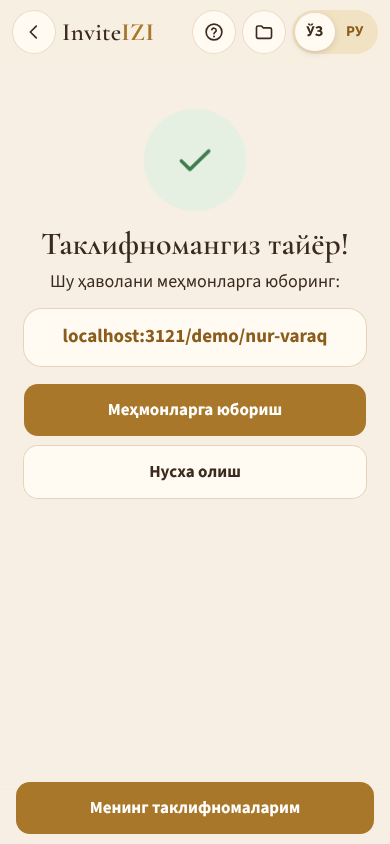 InviteIZI
ЎЗ
РУ
Таклифномангиз тайёр!
Шу ҳаволани меҳмонларга юборинг:
localhost:3121/demo/nur-varaq
Меҳмонларга юбориш
Нусха олиш
Менинг таклифномаларим